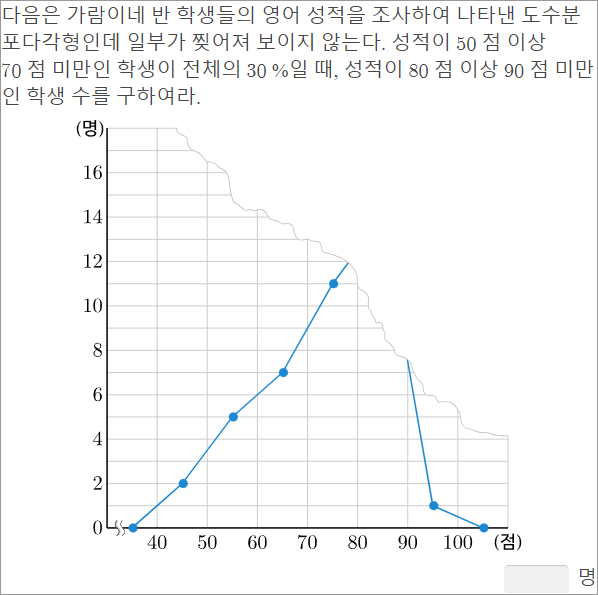 다음은 가람이네 반 학생들의 영어 성적을 조사하여 나타낸 도수분
포다각형인데 일부가 찢어져 보이지 않는다. 성적이 50 점 이상
70 점 미만인 학생이 전체의 30 %일 때, 성적이 80 점 이상 90 점 미만
인 학생 수를 구하여라.
(명)
16
14
12
10
8
6
4
2
0
40 50 60 70 80 90 100 (점)
명